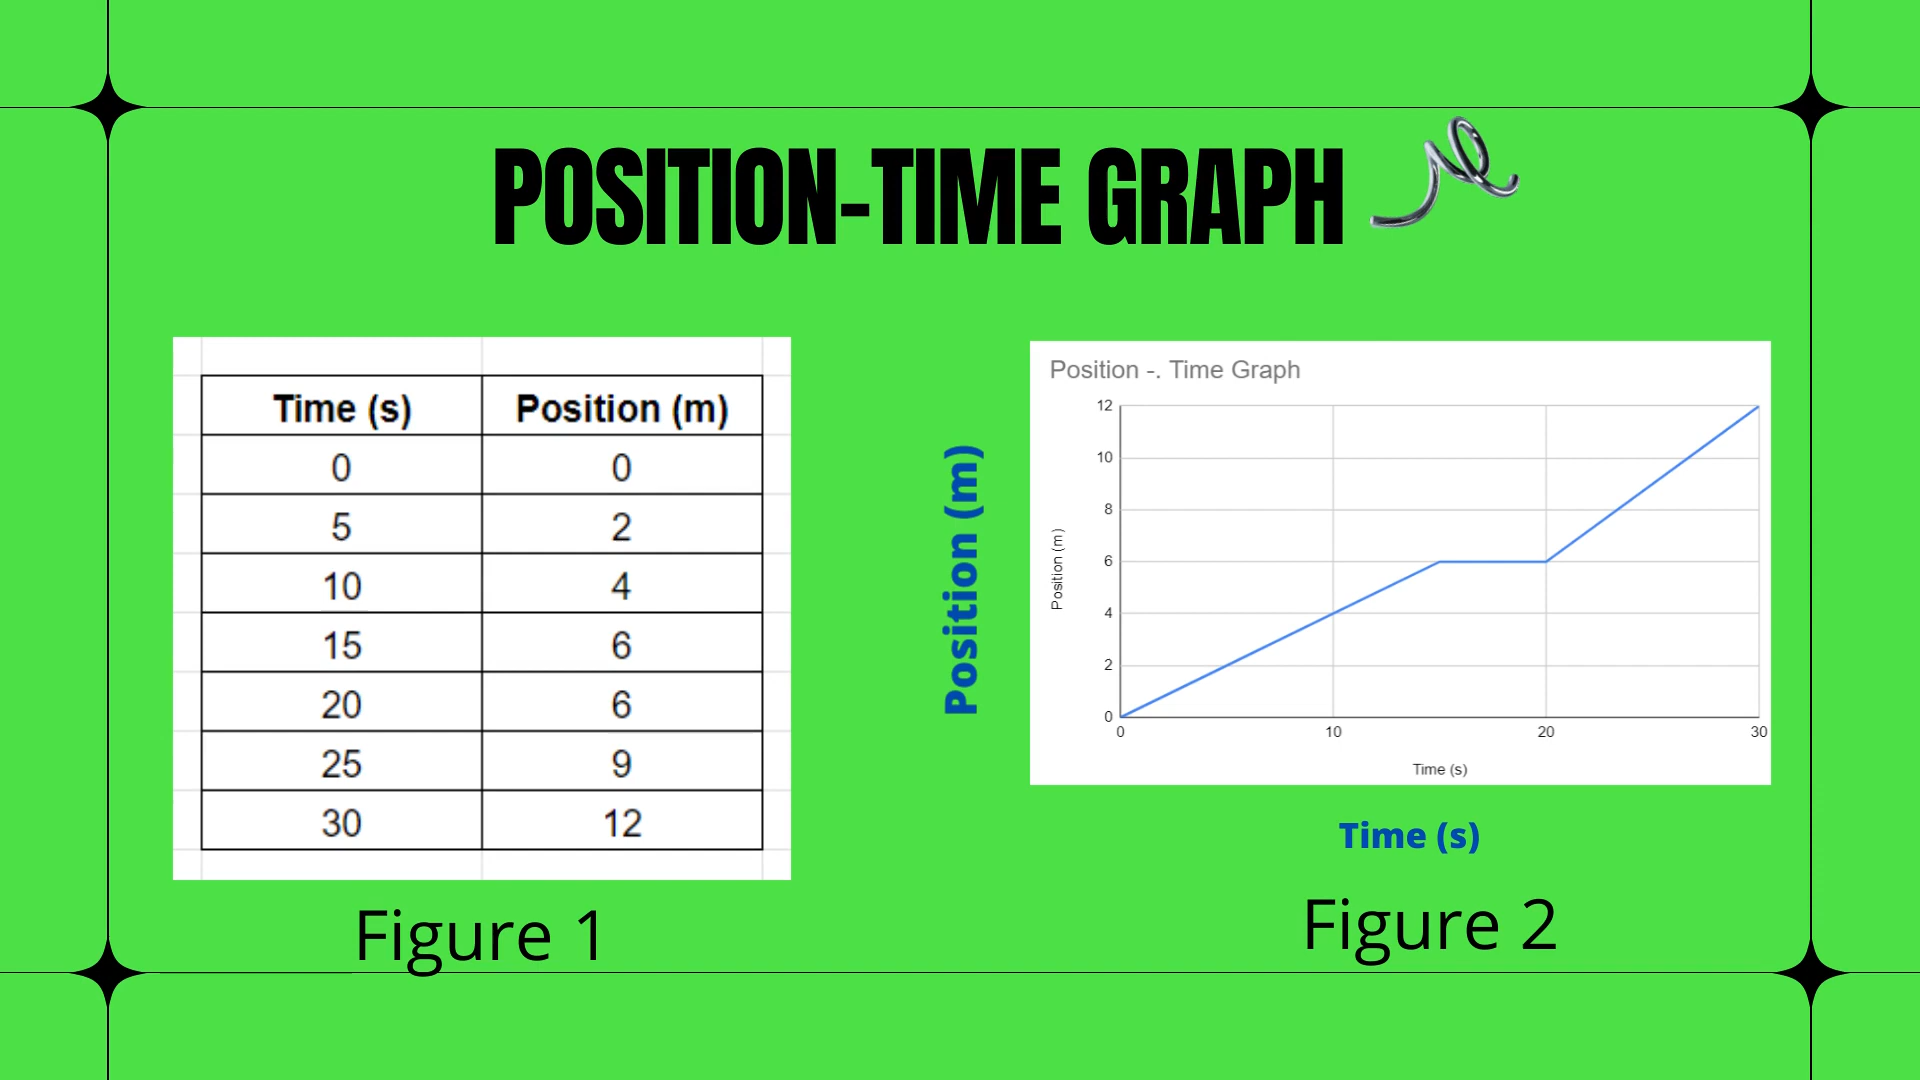 POSITION-TIME GRAPH
Time (s) Position (m)
0 0
5 2
10 4
15 6
20 6
25 9
30 12
Figure 1
Position (m)
Position -. Time Graph
12
10
8
6
4
2
0
Position (m)
0 10 20 30
Time (s)
Time (s)
Figure 2